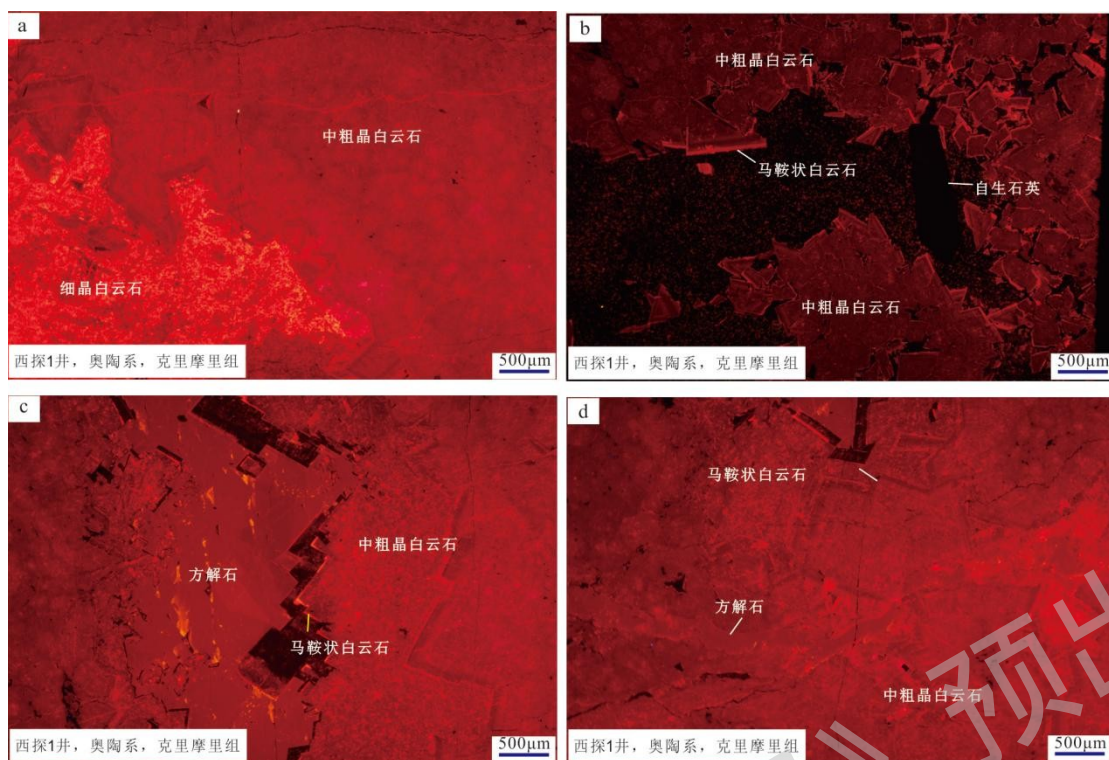 a
中粗晶白云石
细晶白云石
西探1井，奥陶系，克里摩里组
500μm
b
中粗晶白云石
马鞍状白云石
自生石英
中粗晶白云石
西探1井，奥陶系，克里摩里组
500μm
c
中粗晶白云石
方解石
马鞍状白云石
西探1井，奥陶系，克里摩里组
500μm
d
马鞍状白云石
方解石
中粗晶白云石
西探1井，奥陶系，克里摩里组
500μm
预出